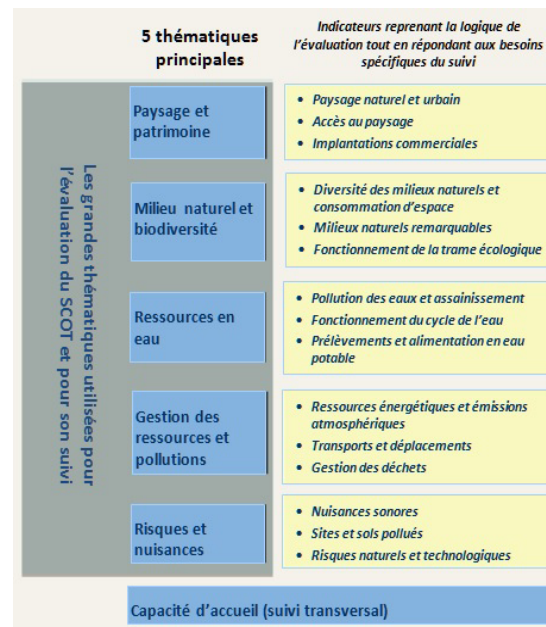 5 thématiques
principales
Indicateurs reprenant la logique de
l'évaluation tout en répondant aux besoins
spécifiques du suivi
Les grandes thématiques utilisées pour
l'évaluation du SCOT et pour son suivi
Paysage et
patrimoine
• Paysage naturel et urbain
• Accès au paysage
• Implantations commerciales
Milieu naturel et
biodiversité
• Diversité des milieux naturels et
consommation d'espace
• Milieux naturels remarquables
• Fonctionnement de la trame écologique
Ressources en
eau
• Pollution des eaux et assainissement
• Fonctionnement du cycle de l'eau
• Prélèvements et alimentation en eau
potable
Gestion des
ressources et
pollutions
• Ressources énergétiques et émissions
atmosphériques
• Transports et déplacements
• Gestion des déchets
Risques et
nuisances
• Nuisances sonores
• Sites et sols pollués
• Risques naturels et technologiques
Capacité d'accueil (suivi transversal)